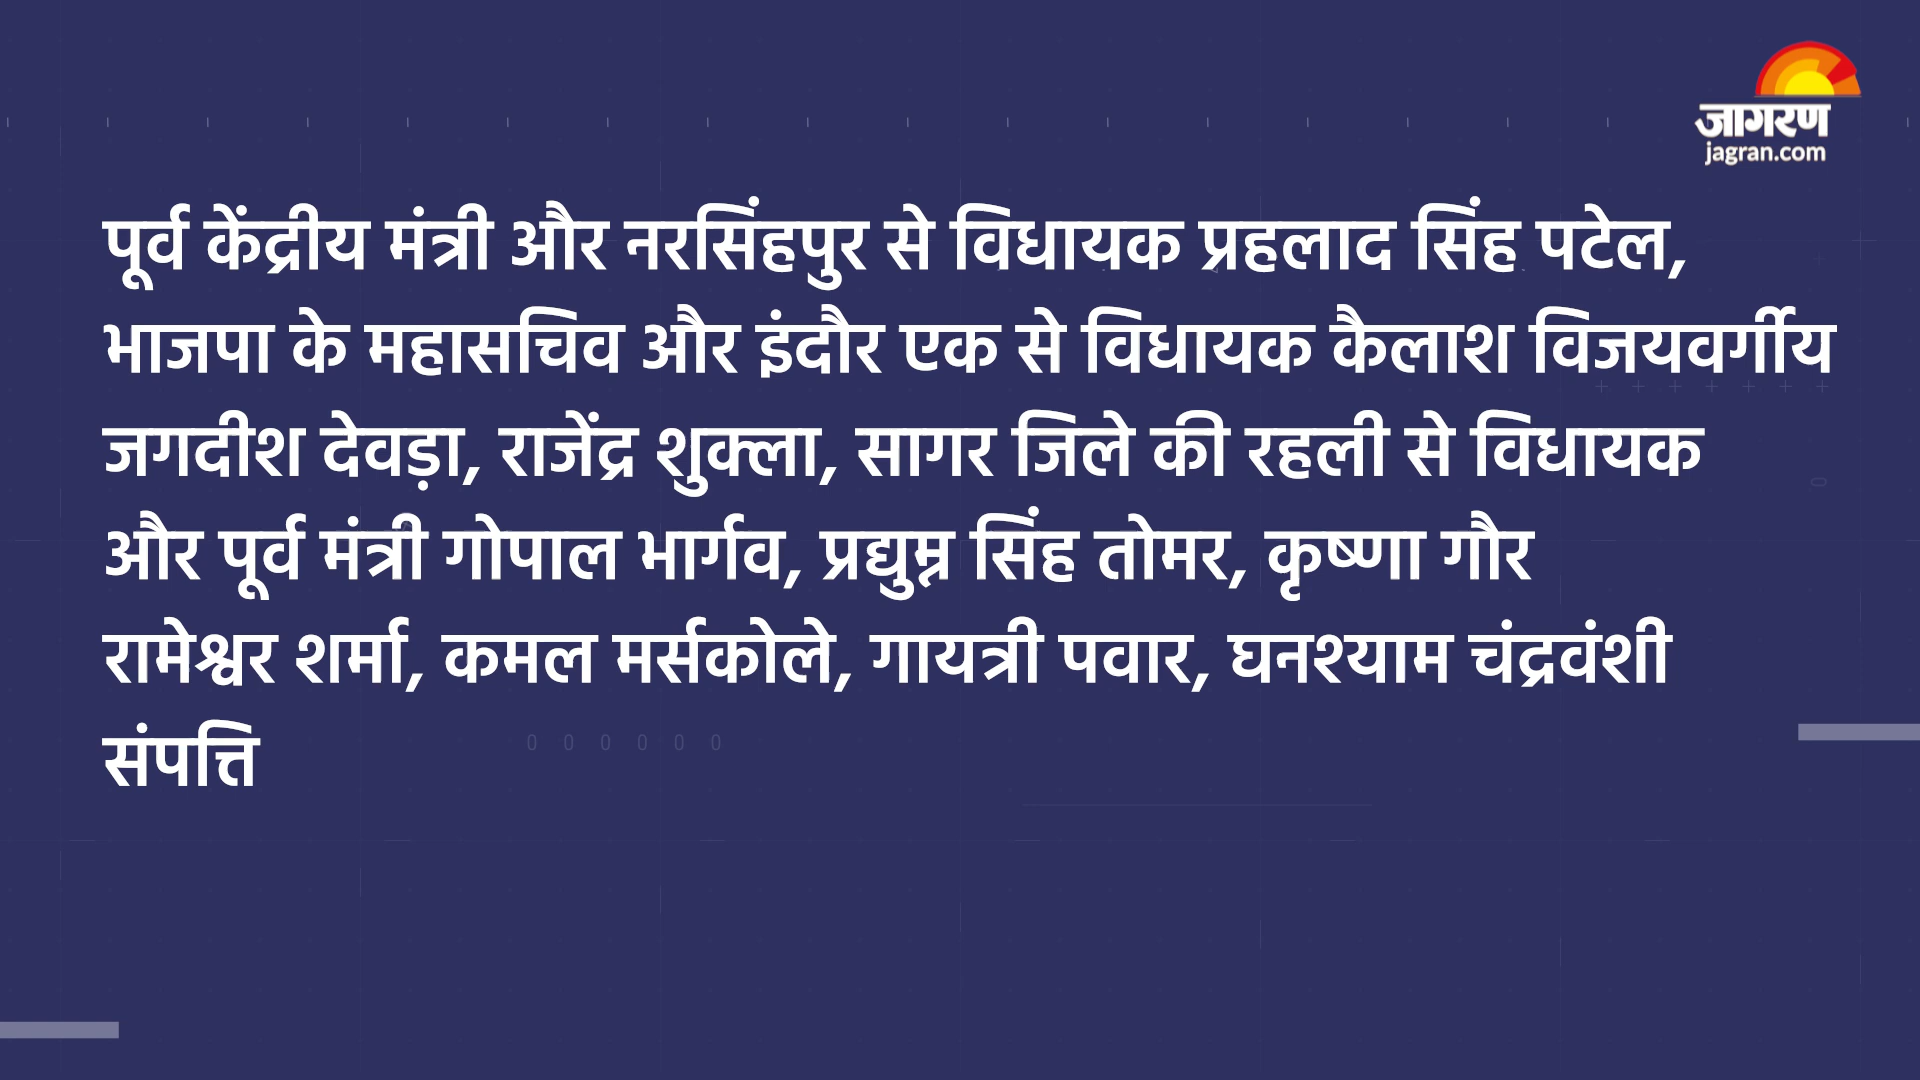 जागरण
jagran.com
पूर्व केंद्रीय मंत्री और नरसिंहपुर से विधायक प्रहलाद सिंह पटेल,
भाजपा के महासचिव और इंदौर एक से विधायक कैलाश विजयवर्गीय
जगदीश देवड़ा, राजेंद्र शुक्ला, सागर जिले की रहली से विधायक
और पूर्व मंत्री गोपाल भार्गव, प्रद्युम्न सिंह तोमर, कृष्णा गौर
रामेश्वर शर्मा, कमल मर्सकोले, गायत्री पवार, घनश्याम चंद्रवंशी
संपत्ति